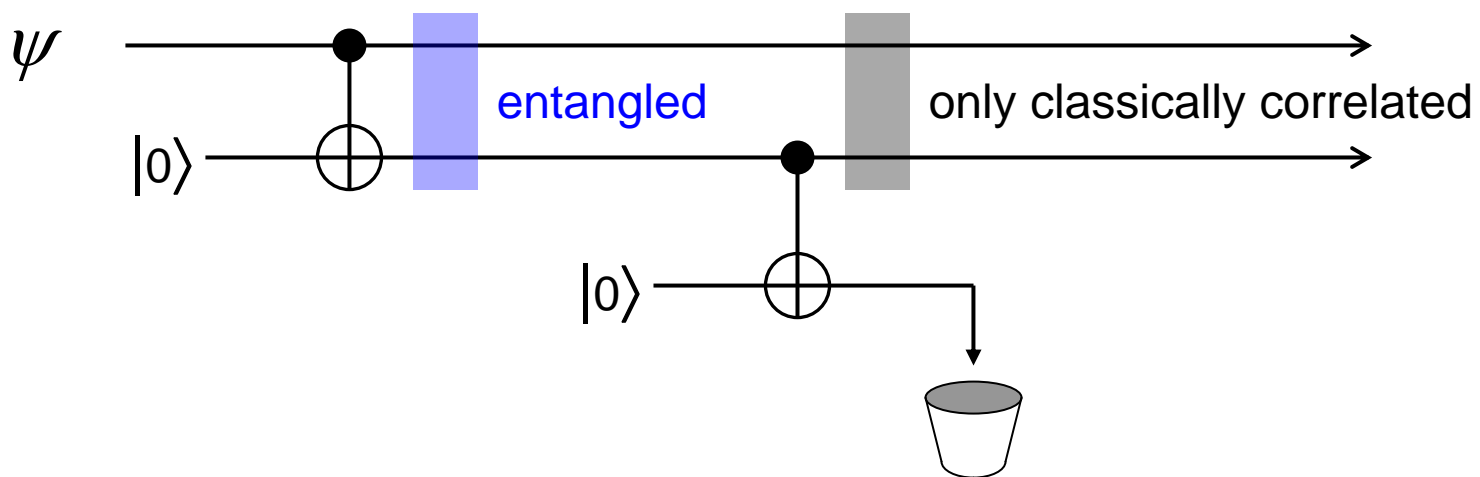 ψ
entangled
only classically correlated
|0⟩
|0⟩